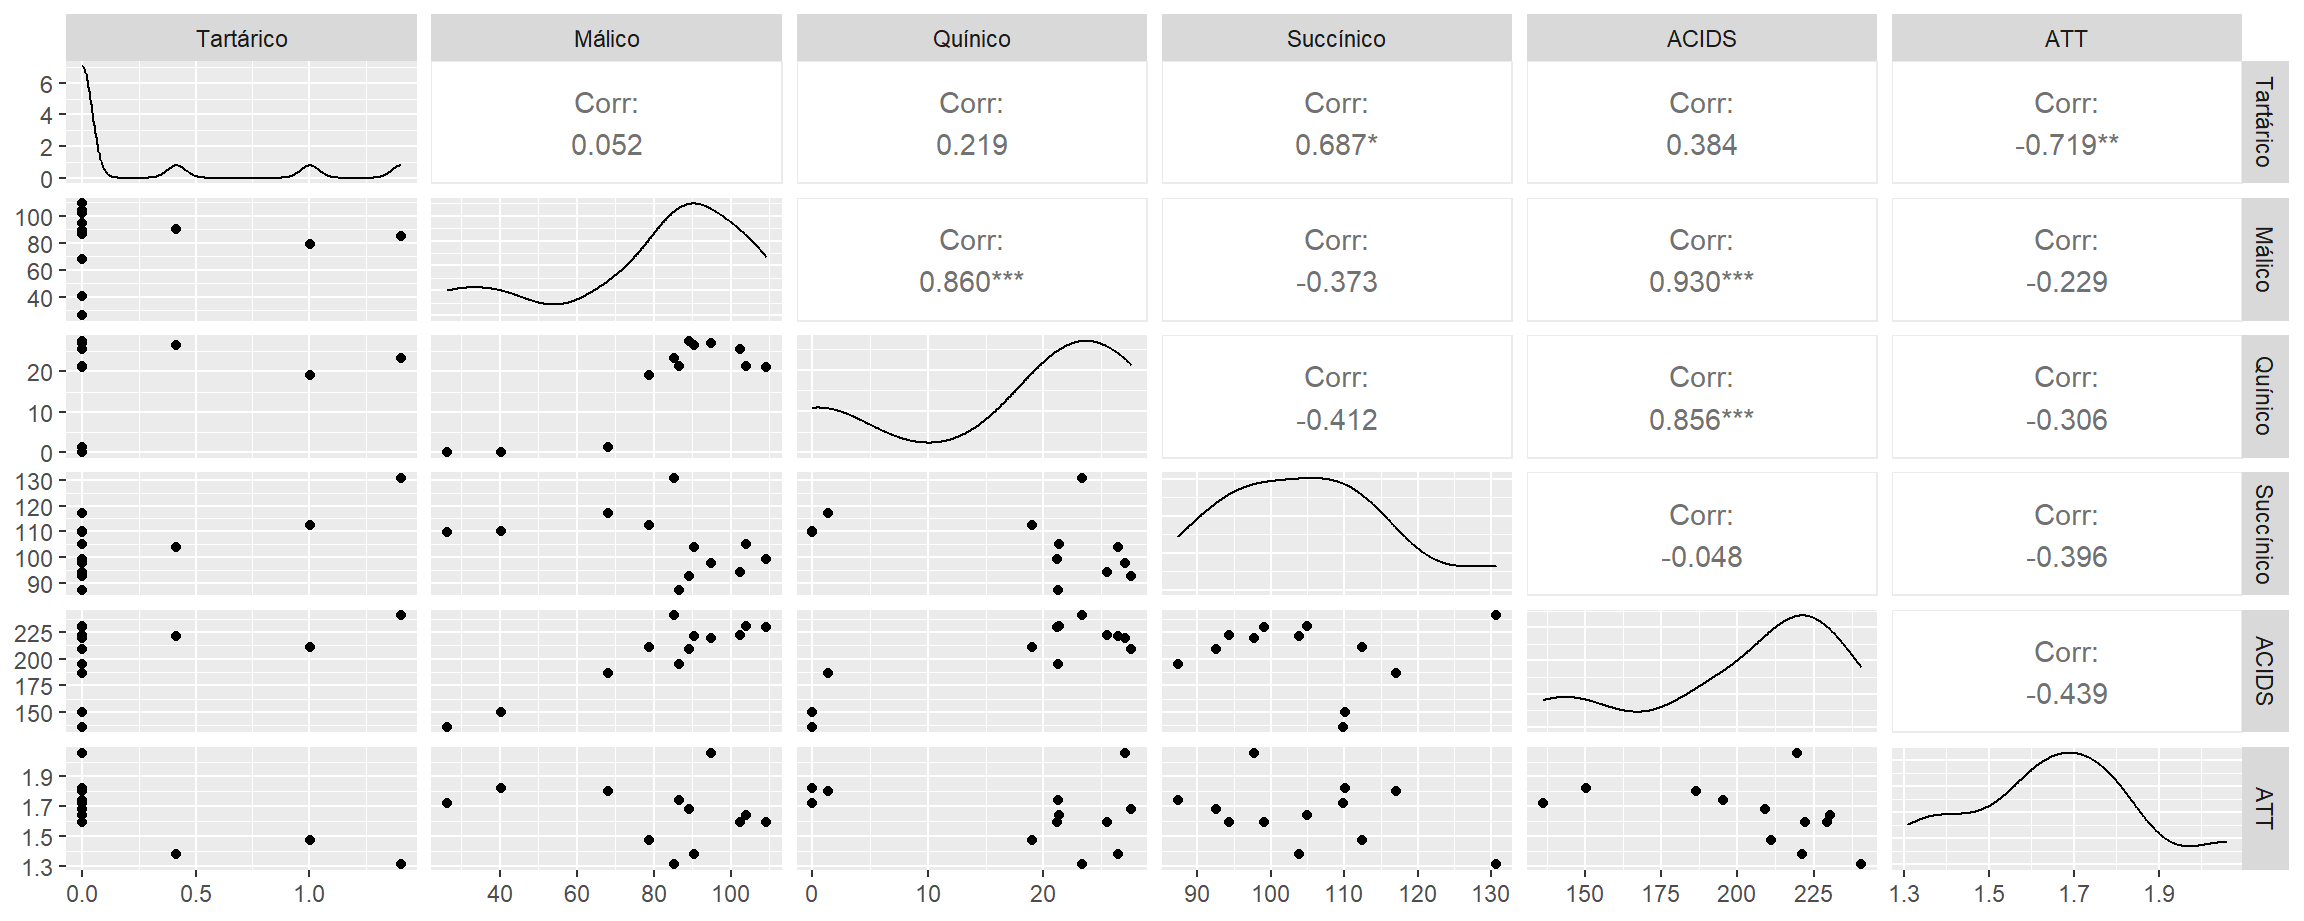 Tartárico Málico Quínico Succínico ACIDS ATT
6
4
2
0
Corr:
0.052
Corr:
0.219
Corr:
0.687*
Corr:
0.384
Corr:
-0.719**
Tartárico
100
80
60
40
Corr:
0.860***
Corr:
-0.373
Corr:
0.930***
Corr:
-0.229
Málico
20
10
0
Corr:
-0.412
Corr:
0.856***
Corr:
-0.306
Quínico
130
120
110
100
90
Corr:
-0.048
Corr:
-0.396
Succínico
225
200
175
150
Corr:
-0.439
ACIDS
1.9
1.7
1.5
1.3
ATT
0.0 0.5 1.0 40 60 80 100 0 10 20 90 100 110 120 130 150 175 200 225 1.3 1.5 1.7 1.9